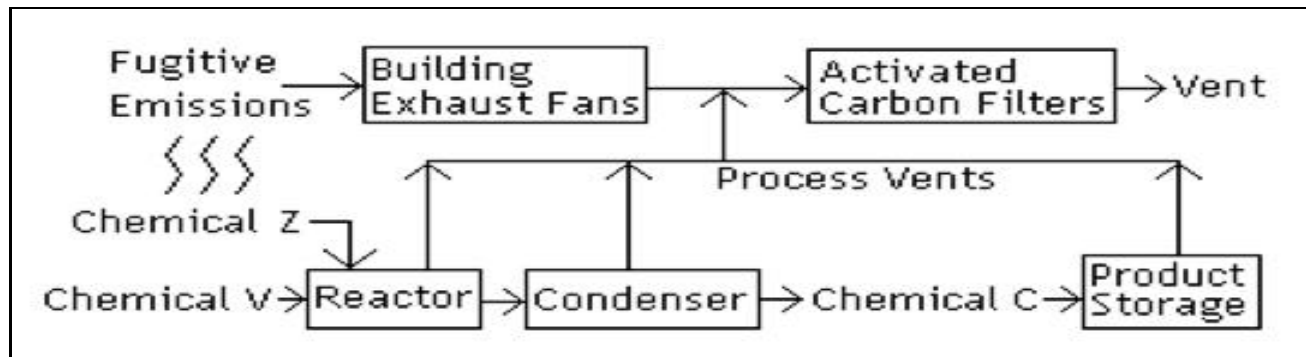 Fugitive
Emissions
Building
Exhaust Fans
Activated
Carbon Filters
Vent
Process Vents
Chemical Z
Chemical V
Reactor
Condenser
Chemical C
Product
Storage